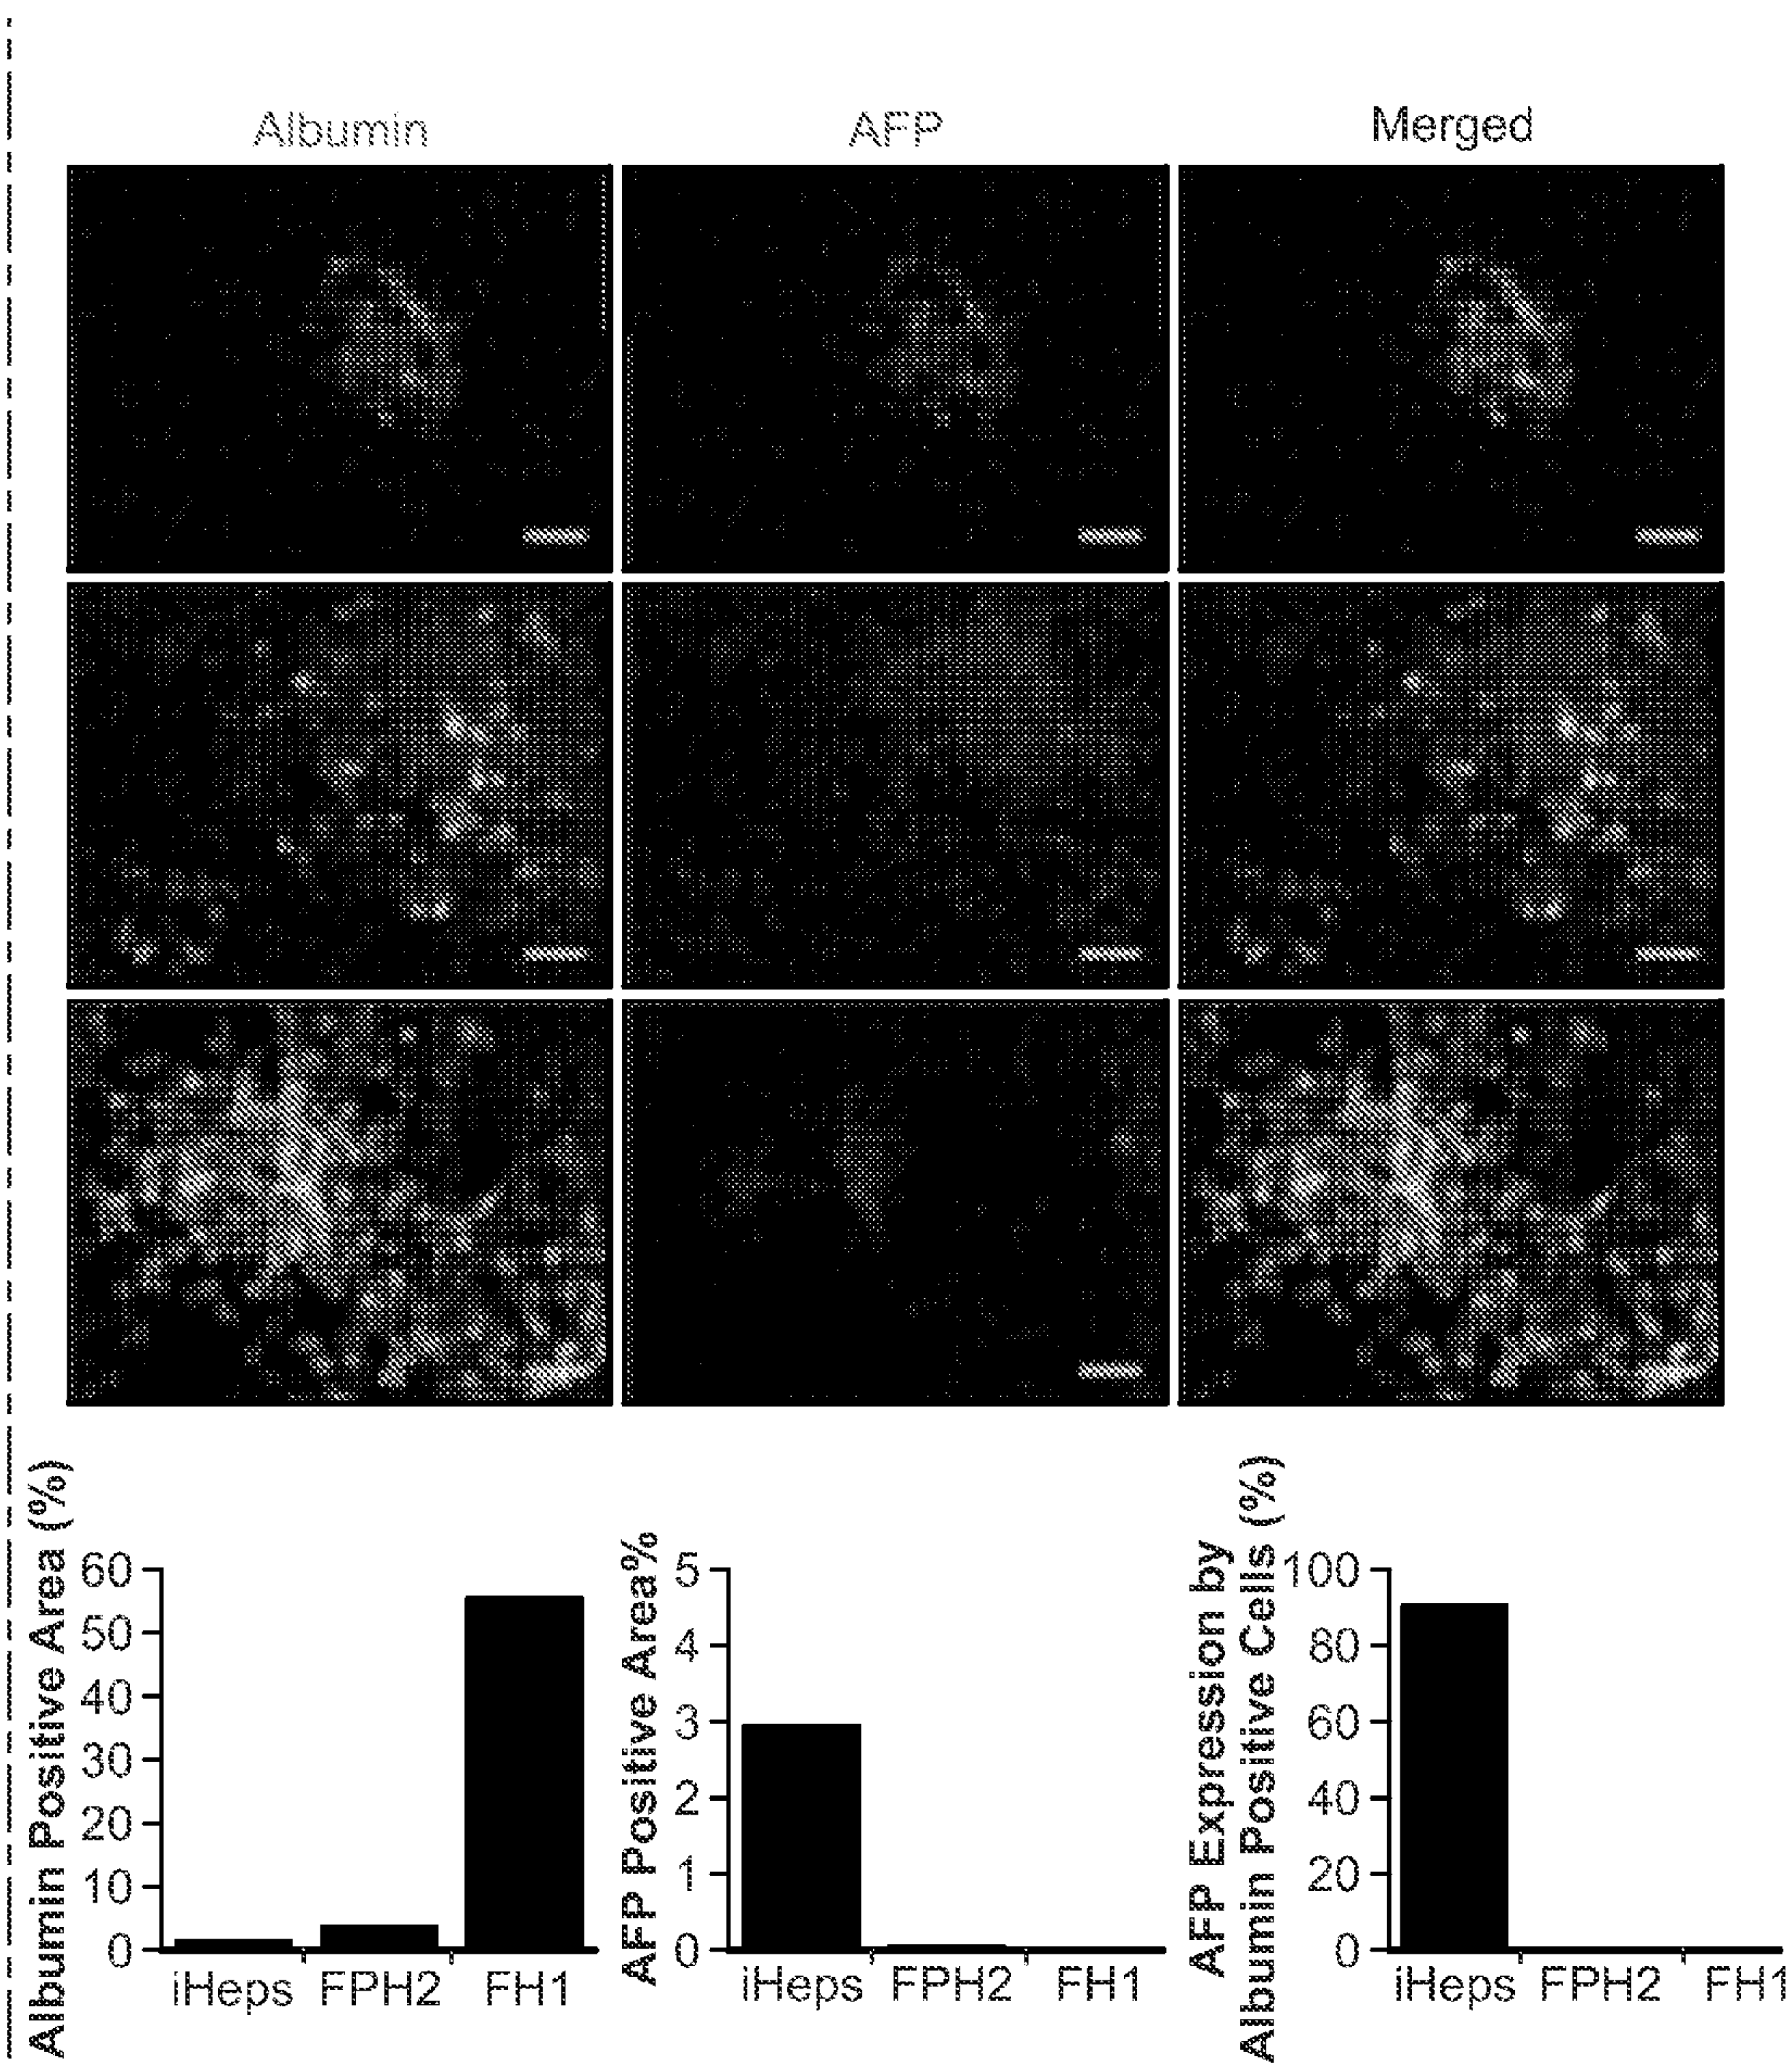 Albumin AFP Merged
Albumin Positive Area (%)
60
50
40
30
20
10
0
iHeps FPH2 FH1
AFP Positive Area%
5
4
3
2
1
0
iHeps FPH2 FH1
AFP Expression by
Albumin Positive Cells (%)
100
80
60
40
20
0
iHeps FPH2 FH1